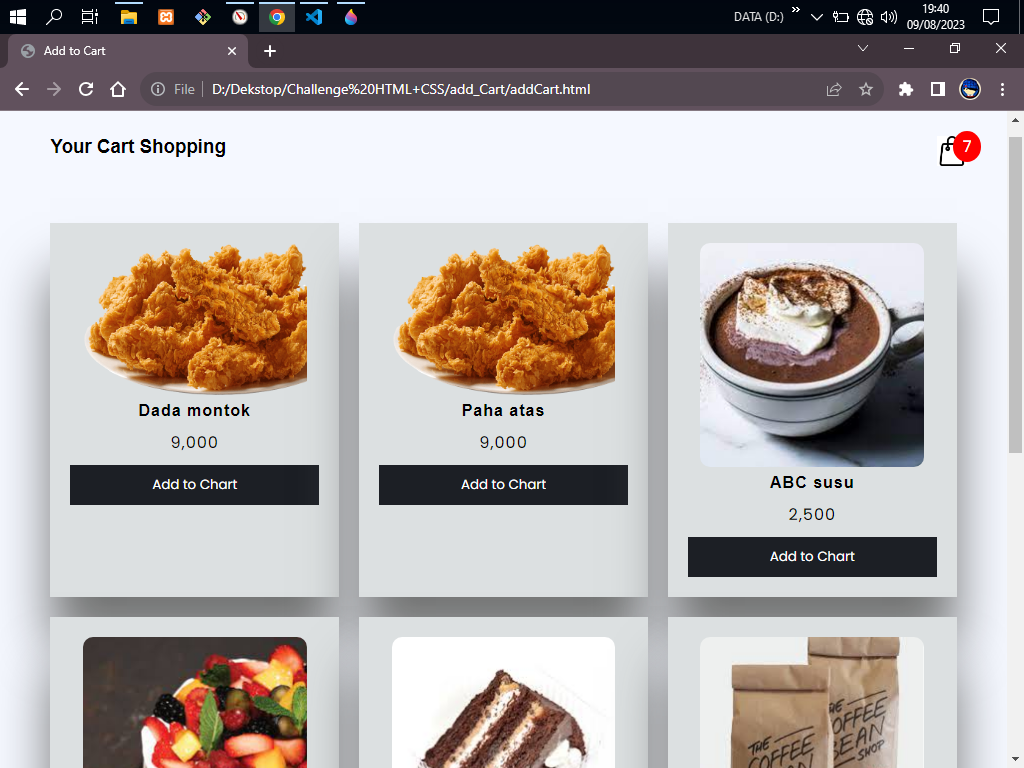 DATA (D:)
19:40
09/08/2023
Add to Cart
File
D:/Dekstop/Challenge%20HTML+CSS/add_Cart/addCart.html
Your Cart Shopping
7
Dada montok
9,000
Add to Chart
Paha atas
9,000
Add to Chart
ABC susu
2,500
Add to Chart
THE
COFFEE
OFFEE
BEAN
SHOP